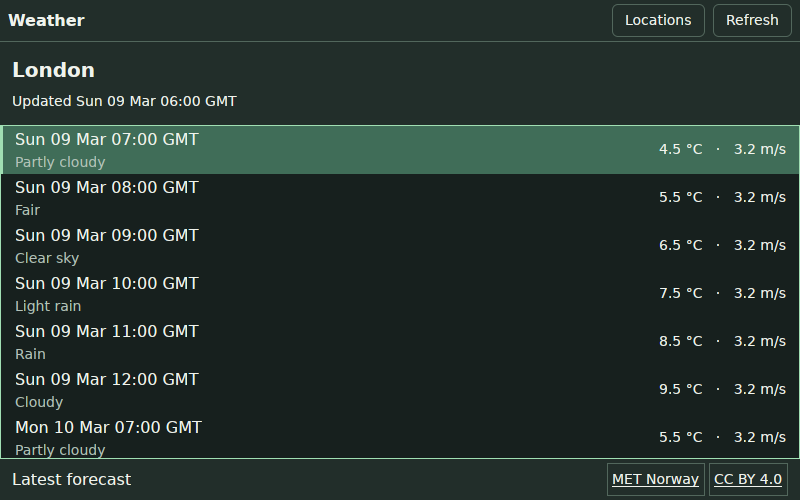 Weather
Locations
Refresh
London
Updated Sun 09 Mar 06:00 GMT
Sun 09 Mar 07:00 GMT
Partly cloudy
4.5 °C · 3.2 m/s
Sun 09 Mar 08:00 GMT
Fair
5.5 °C · 3.2 m/s
Sun 09 Mar 09:00 GMT
Clear sky
6.5 °C · 3.2 m/s
Sun 09 Mar 10:00 GMT
Light rain
7.5 °C · 3.2 m/s
Sun 09 Mar 11:00 GMT
Rain
8.5 °C · 3.2 m/s
Sun 09 Mar 12:00 GMT
Cloudy
9.5 °C · 3.2 m/s
Mon 10 Mar 07:00 GMT
Partly cloudy
5.5 °C · 3.2 m/s
Latest forecast
MET Norway
CC BY 4.0